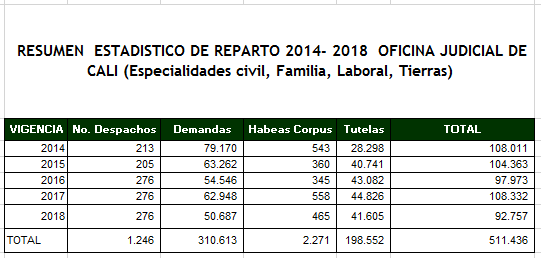 RESUMEN ESTADISTICO DE REPARTO 2014- 2018 OFICINA JUDICIAL DE
CALI (Especialidades civil, Familia, Laboral, Tierras)
VIGENCIA No. Despachos Demandas Habeas Corpus Tutelas TOTAL
2014 213 79.170 543 28.298 108.011
2015 205 63.262 360 40.741 104.363
2016 276 54.546 345 43.082 97.973
2017 276 62.948 558 44.826 108.332
2018 276 50.687 465 41.605 92.757
TOTAL 1.246 310.613 2.271 198.552 511.436